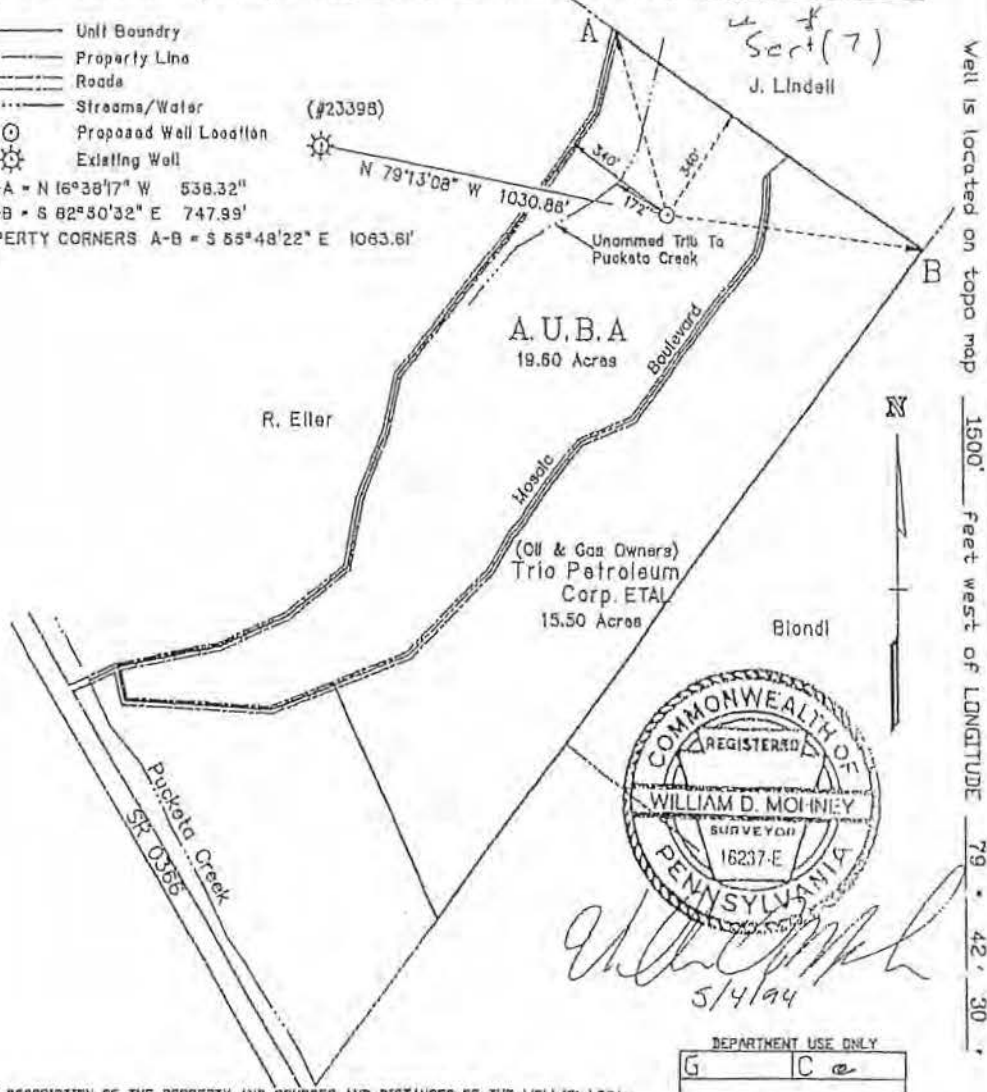 Unit Boundry
Property Line
Roads
Streams/Water
Proposed Well Location
Existing Well
-A = N 16°38'17" W 538.32"
-B = S 82°50'32" E 747.99'
PERTY CORNERS A-B = S 55°48'22" E 1063.61'
(#23398)
N 79°13'08" W 1030.88'
A
J. Lindell
340'
340'
172'
Unammed Trib To
Puckata Creek
B
A.U.B.A
19.60 Acres
Boulevard
Mosaic
R. Eller
(Oil & Gas Owners)
Trio Petroleum
Corp. ETAL
15.50 Acres
Biondi
N
Puckata Creek
SR 0366
COMMONWEALTH OF
REGISTERED
WILLIAM D. MOHNEY
SURVEYOR
16237-E
PENNSYLVANIA
5/4/94
DEPARTMENT USE ONLY
G C
Well is located on topo map 1500' feet west of LONGITUDE 79 ° 42 ' 30 "